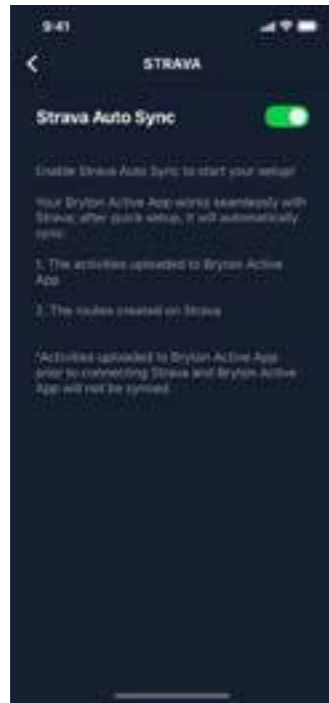 9:41
STRAVA
Strava Auto Sync
Enable Strava Auto Sync to start your setup!
Your Bryton Active App works seamlessly with
Strava; after quick setup, it will automatically
sync:
1. The activities uploaded to Bryton Active
App
2. The routes created on Strava
*Activities uploaded to Bryton Active App
prior to connecting Strava and Bryton Active
App will not be synced